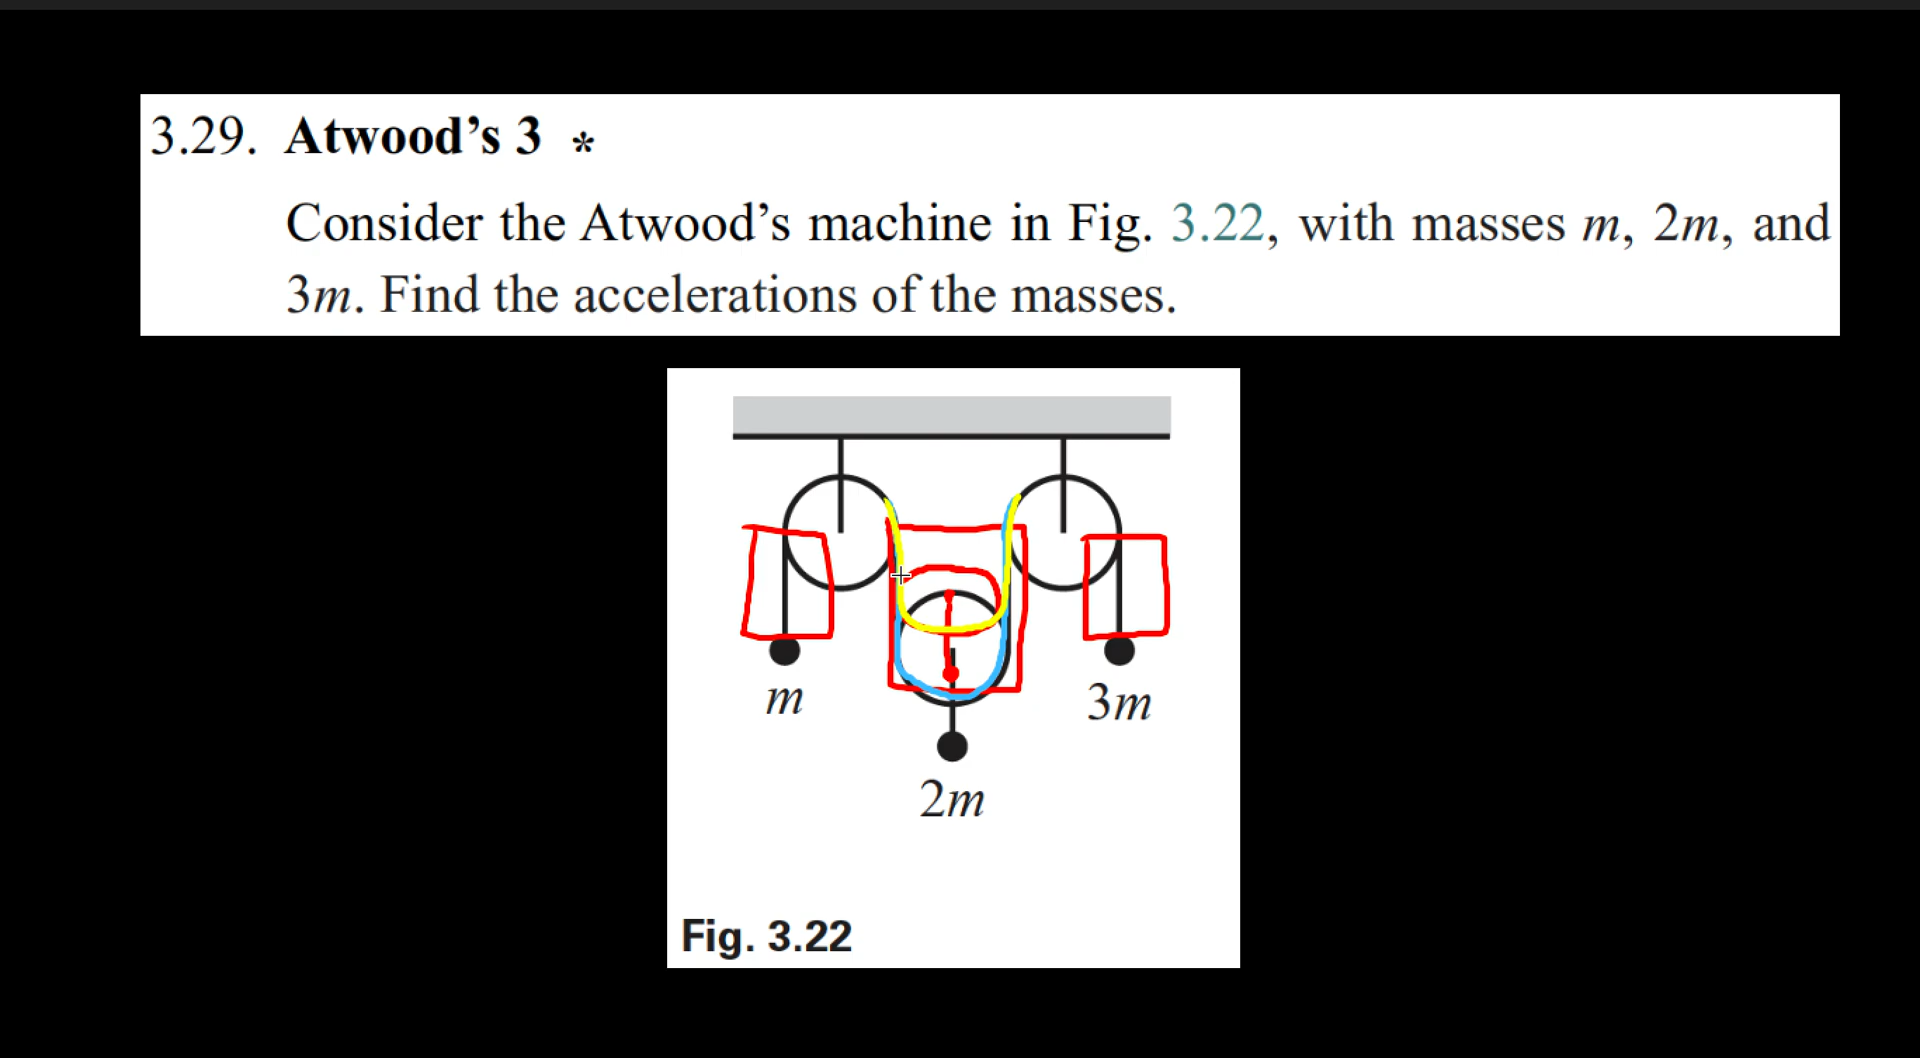 3.29. Atwood's 3 *
Consider the Atwood's machine in Fig. 3.22, with masses m, 2m, and
3m. Find the accelerations of the masses.
m
3m
2m
Fig. 3.22